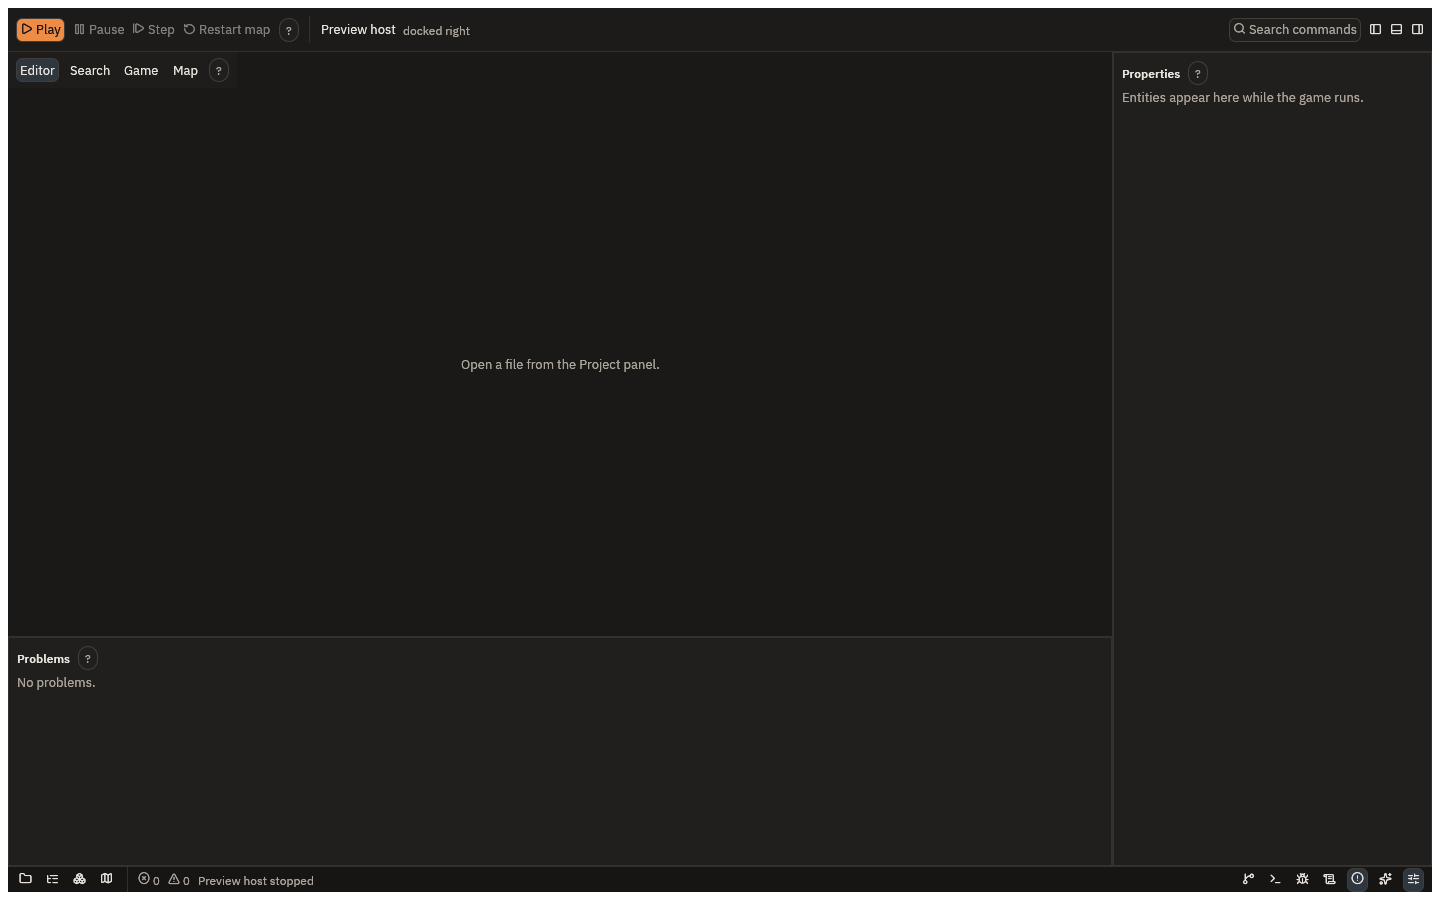 Play Pause Step Restart map ? Preview host docked right Search commands
Editor Search Game Map ?
Properties ?
Entities appear here while the game runs.
Open a file from the Project panel.
Problems ?
No problems.
0 0 Preview host stopped